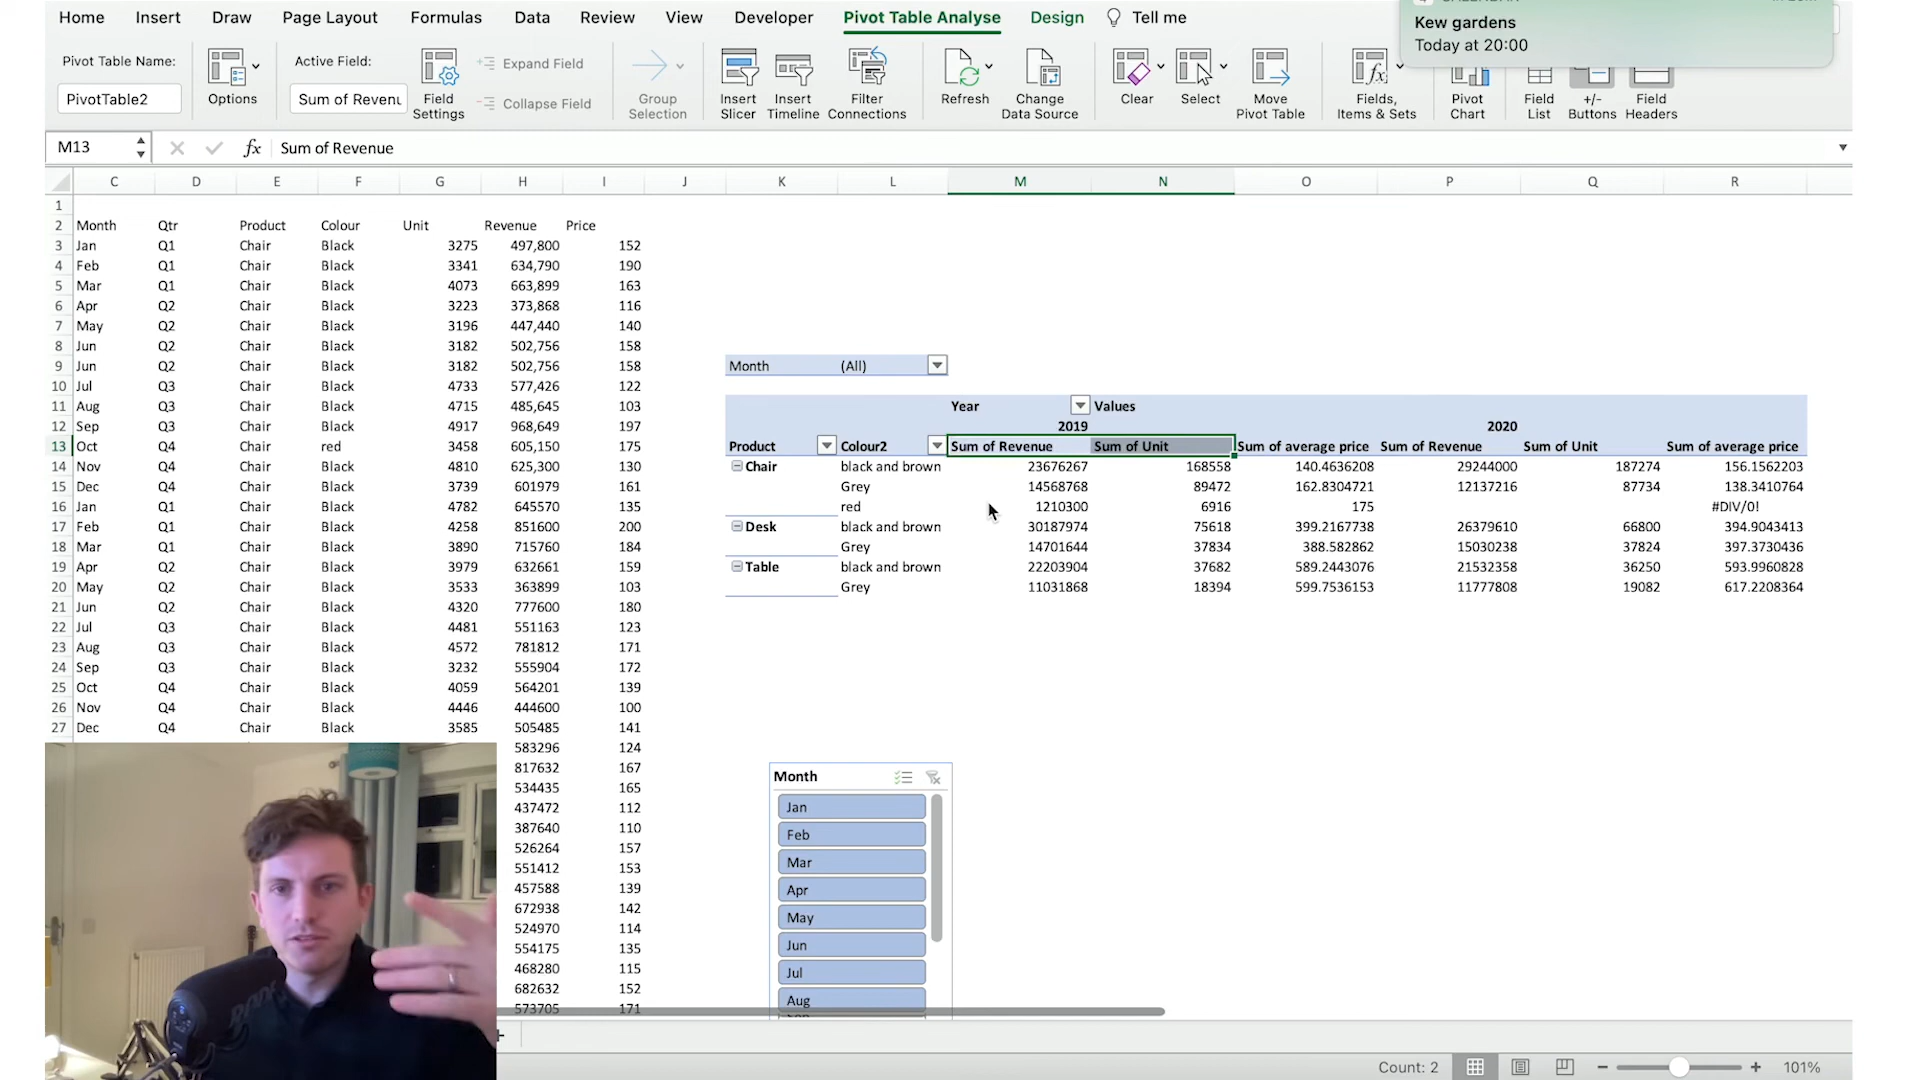 Home Insert Draw Page Layout Formulas Data Review View Developer Pivot Table Analyse Design Tell me
Kew gardens
Today at 20:00
Pivot Table Name: Active Field: Expand Field
PivotTable2 Options Sum of Revenu Field Settings Collapse Field Group Selection Insert Slicer Insert Timeline Filter Connections Refresh Change Data Source Clear Select Move Pivot Table Fields, Items & Sets Pivot Chart Field List +/- Buttons Field Headers
M13 fx Sum of Revenue
C D E F G H I J K L M N O P Q R
1
2 Month Qtr Product Colour Unit Revenue Price
3 Jan Q1 Chair Black 3275 497,800 152
4 Feb Q1 Chair Black 3341 634,790 190
5 Mar Q1 Chair Black 4073 663,899 163
6 Apr Q2 Chair Black 3223 373,868 116
7 May Q2 Chair Black 3196 447,440 140
8 Jun Q2 Chair Black 3182 502,756 158
9 Jun Q2 Chair Black 3182 502,756 158 Month (All)
10 Jul Q3 Chair Black 4733 577,426 122
11 Aug Q3 Chair Black 4715 485,645 103 Year Values
12 Sep Q3 Chair Black 4917 968,649 197 2019 2020
13 Oct Q4 Chair red 3458 605,150 175 Product Colour2 Sum of Revenue Sum of Unit Sum of average price Sum of Revenue Sum of Unit Sum of average price
14 Nov Q4 Chair Black 4810 625,300 130 Chair black and brown 23676267 168558 140.4636208 29244000 187274 156.1562203
15 Dec Q4 Chair Black 3739 601979 161 Grey 14568768 89472 162.8304721 12137216 87734 138.3410764
16 Jan Q1 Chair Black 4782 645570 135 red 1210300 6916 175 #DIV/0!
17 Feb Q1 Chair Black 4258 851600 200 Desk black and brown 30187974 75618 399.2167738 26379610 66800 394.9043413
18 Mar Q1 Chair Black 3890 715760 184 Grey 14701644 37834 388.582862 15030238 37824 397.3730436
19 Apr Q2 Chair Black 3979 632661 159 Table black and brown 22203904 37682 589.2443076 21532358 36250 593.9960828
20 May Q2 Chair Black 3533 363899 103 Grey 11031868 18394 599.7536153 11777808 19082 617.2208364
21 Jun Q2 Chair Black 4320 777600 180
22 Jul Q3 Chair Black 4481 551163 123
23 Aug Q3 Chair Black 4572 781812 171
24 Sep Q3 Chair Black 3232 555904 172
25 Oct Q4 Chair Black 4059 564201 139
26 Nov Q4 Chair Black 4446 444600 100
27 Dec Q4 Chair Black 3585 505485 141
583296 124
817632 167 Month
534435 165 Jan
437472 112 Feb
387640 110 Mar
526264 157
551412 153 Apr
457588 139 May
672938 142
524970 114 Jun
554175 135
468280 115 Jul
682632 152 Aug
573705 171
Count: 2 101%